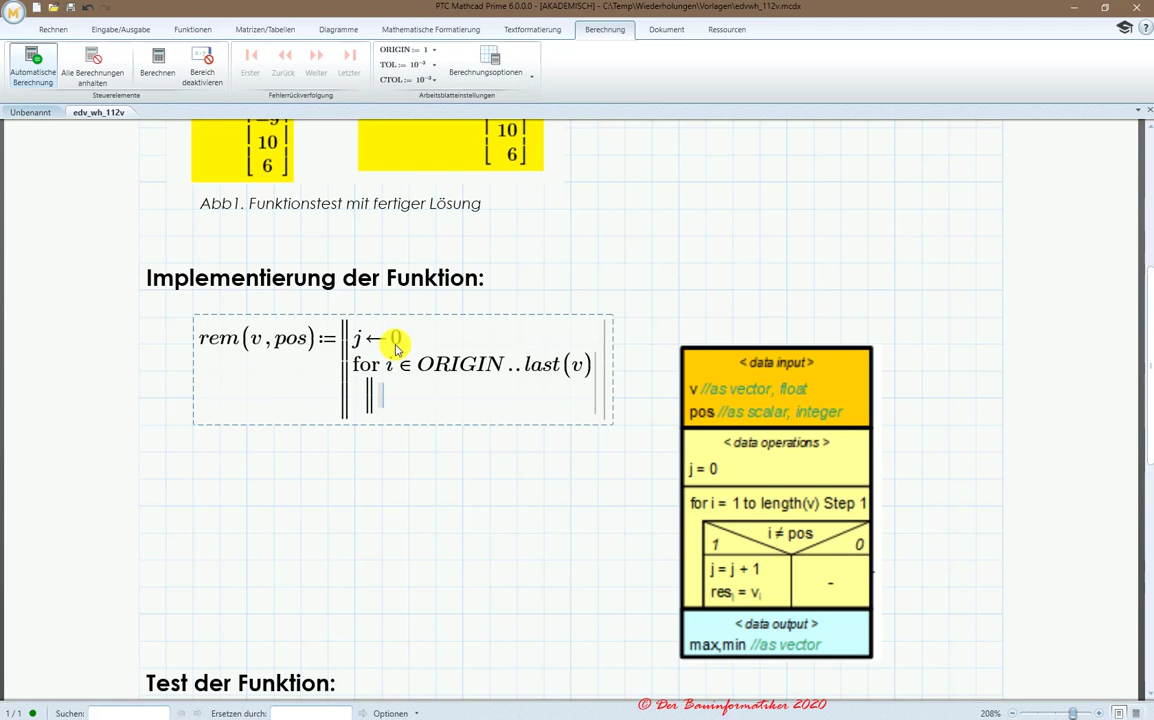 PTC Mathcad Prime 6.0.0.0 - [AKADEMISCH] - C:\Temp\Wiederholungen\Vorlagen\edvwh_112v.mcdx
Rechnen Eingabe/Ausgabe Funktionen Matrizen/Tabellen Diagramme Mathematische Formatierung Textformatierung Berechnung Dokument Ressourcen
Automatische Berechnung
Alle Berechnungen anhalten
Berechnen
Bereich deaktivieren
Erster Zurück Weiter Letzter
ORIGIN := 1
TOL := 10⁻³
CTOL := 10⁻³
Berechnungsoptionen
Steuerelemente Fehlerrückverfolgung Arbeitsblatteinstellungen
Unbenannt edv_wh_112v
-9
10
6
10
6
Abb1. Funktionstest mit fertiger Lösung
Implementierung der Funktion:
rem(v, pos) := j ← 0
for i ∈ ORIGIN .. last(v)
< data input >
v //as vector, float
pos //as scalar, integer
< data operations >
j = 0
for i = 1 to length(v) Step 1
i ≠ pos
1 0
j = j + 1
resⱼ = vᵢ
-
< data output >
max,min //as vector
Test der Funktion:
© Der Bauinformatiker 2020
1 / 1 Suchen: Ersetzen durch: Optionen 208%